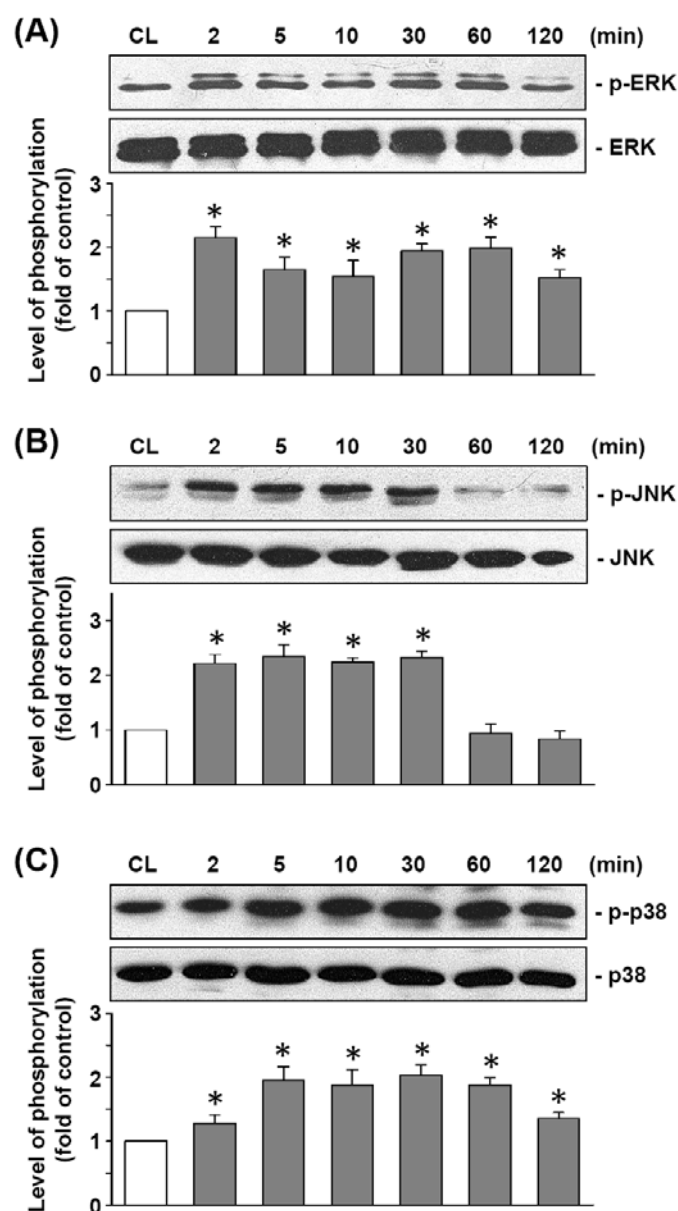 (A)
CL 2 5 10 30 60 120 (min)
- p-ERK
- ERK
Level of phosphorylation
(fold of control)
3
2
1
0
* * * * * *
(B)
CL 2 5 10 30 60 120 (min)
- p-JNK
- JNK
Level of phosphorylation
(fold of control)
3
2
1
0
* * * *
(C)
CL 2 5 10 30 60 120 (min)
- p-p38
- p38
Level of phosphorylation
(fold of control)
3
2
1
0
* * * * * *